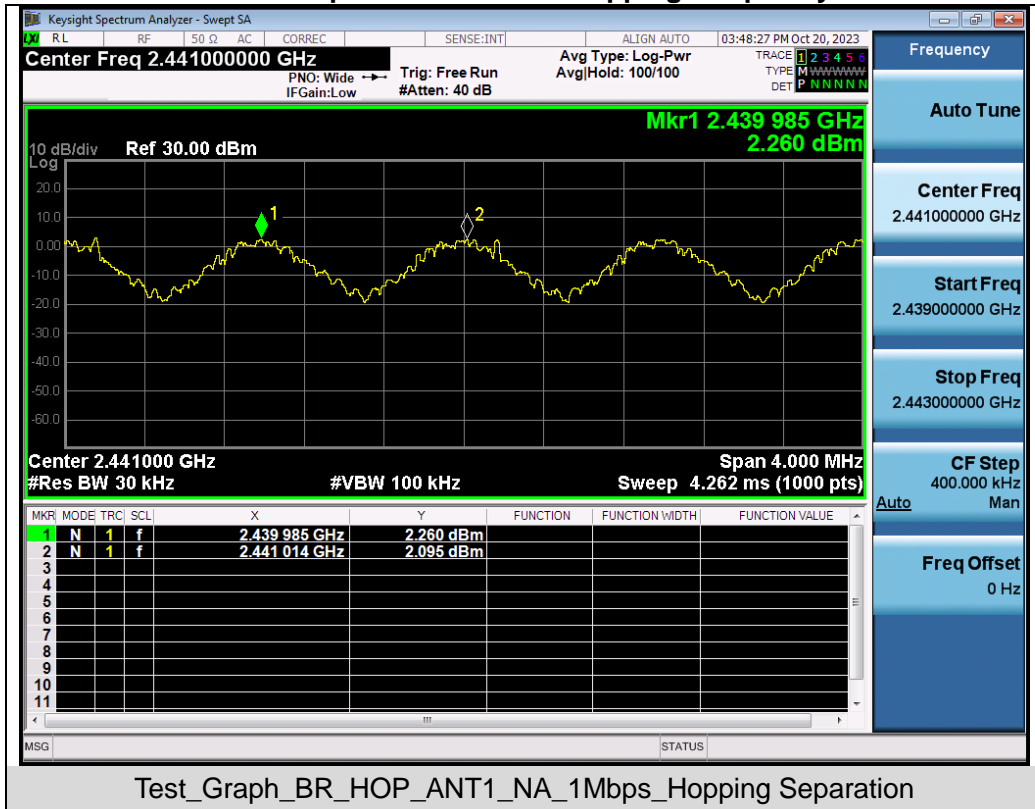 Keysight Spectrum Analyzer - Swept SA
LXI RL RF 50 Ω AC CORREC SENSE:INT ALIGN AUTO 03:48:27 PM Oct 20, 2023
Center Freq 2.441000000 GHz
PNO: Wide
IFGain:Low
Trig: Free Run
#Atten: 40 dB
Avg Type: Log-Pwr
Avg|Hold: 100/100
TRACE 1 2 3 4 5 6
TYPE M WWWWW
DET P N N N N N
Mkr1 2.439 985 GHz
2.260 dBm
10 dB/div Ref 30.00 dBm
Log
20.0
10.0
0.00
-10.0
-20.0
-30.0
-40.0
-50.0
-60.0
1
2
Center 2.441000 GHz Span 4.000 MHz
#Res BW 30 kHz #VBW 100 kHz Sweep 4.262 ms (1000 pts)
MKR MODE TRC SCL X Y FUNCTION FUNCTION WIDTH FUNCTION VALUE
1 N 1 f 2.439 985 GHz 2.260 dBm
2 N 1 f 2.441 014 GHz 2.095 dBm
3
4
5
6
7
8
9
10
11
MSG STATUS
Frequency
Auto Tune
Center Freq
2.441000000 GHz
Start Freq
2.439000000 GHz
Stop Freq
2.443000000 GHz
CF Step
400.000 kHz
Auto Man
Freq Offset
0 Hz
Test_Graph_BR_HOP_ANT1_NA_1Mbps_Hopping Separation